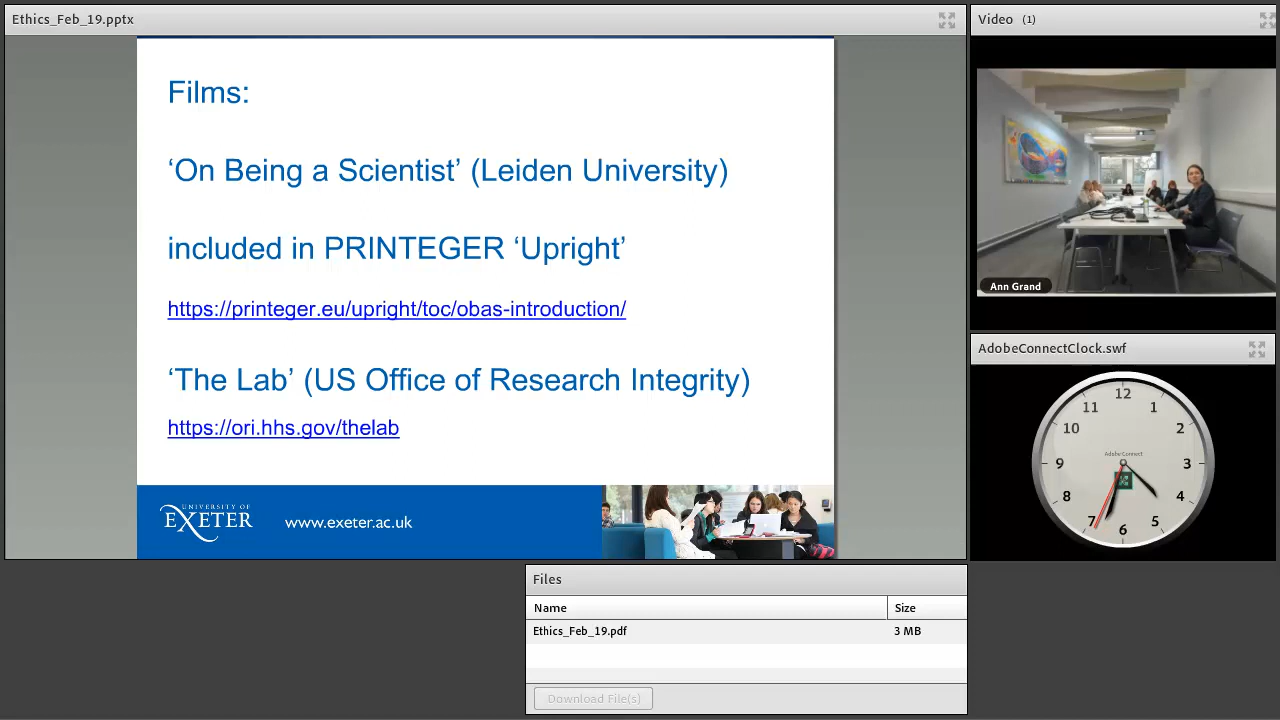 Ethics_Feb_19.pptx
Films:
‘On Being a Scientist’ (Leiden University)
included in PRINTEGER ‘Upright’
https://printeger.eu/upright/toc/obas-introduction/
‘The Lab’ (US Office of Research Integrity)
https://ori.hhs.gov/thelab
UNIVERSITY OF
EXETER
www.exeter.ac.uk
Video (1)
Ann Grand
AdobeConnectClock.swf
12
11 1
10 2
9 3
8 4
7 5
6
Adobe Connect
Files
Name Size
Ethics_Feb_19.pdf 3 MB
Download File(s)